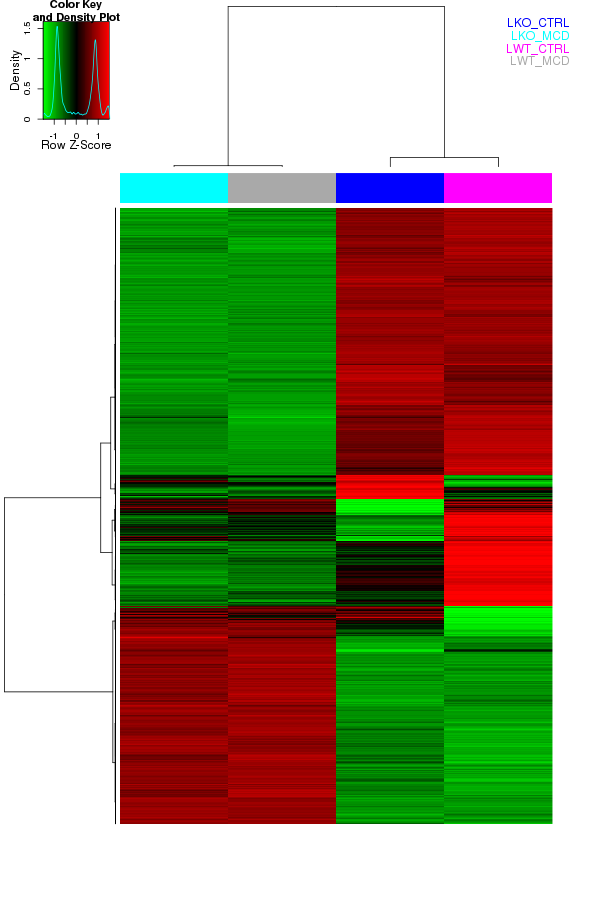 Color Key
and Density Plot
Density
0
0.5
1
1.5
-1
0
1
Row Z-Score
LKO_CTRL
LKO_MCD
LWT_CTRL
LWT_MCD